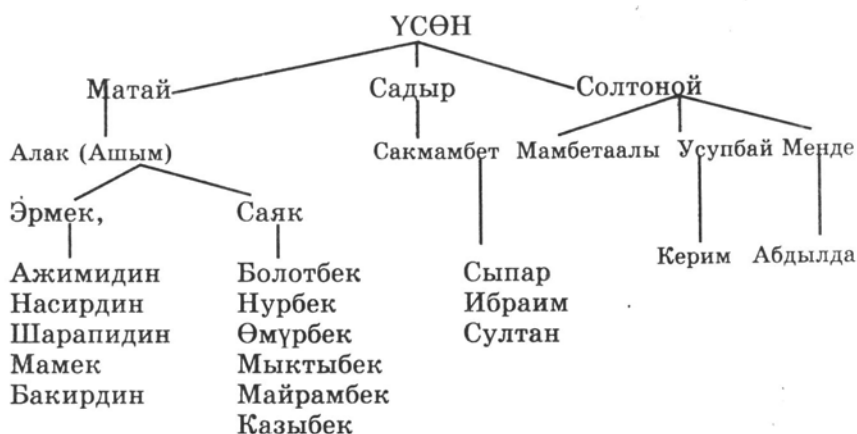 ҮСӨН
Матай Садыр Солтоной
Алак (Ашым) Сакмамбет Мамбетаалы Усупбай Менде
Эрмек, Саяк
Керим Абдылда
Ажимидин Болотбек Сыпар
Насирдин Нурбек Ибраим
Шарапидин Өмүрбек Султан
Мамек Мыктыбек
Бакирдин Майрамбек
Казыбек